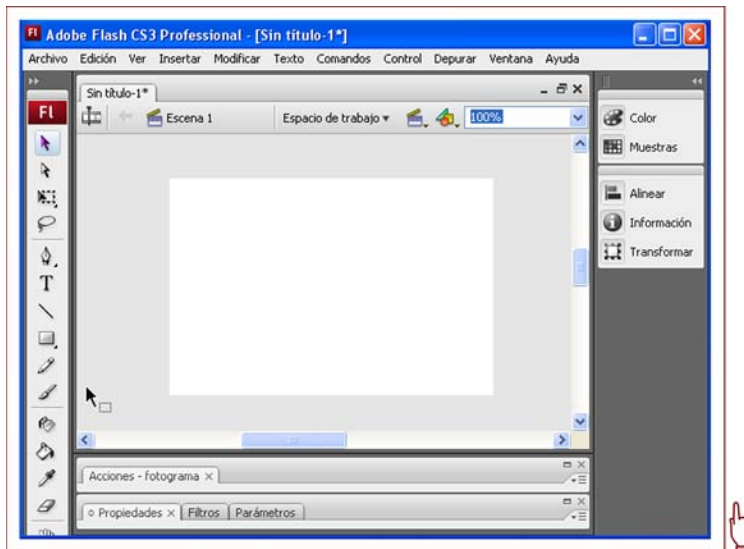 Fl Adobe Flash CS3 Professional - [Sin título-1*]
Archivo Edición Ver Insertar Modificar Texto Comandos Control Depurar Ventana Ayuda
Sin título-1*
Fl
Escena 1 Espacio de trabajo 100%
Color
Muestras
Alinear
Información
Transformar
T
Acciones - fotograma
Propiedades Filtros Parámetros